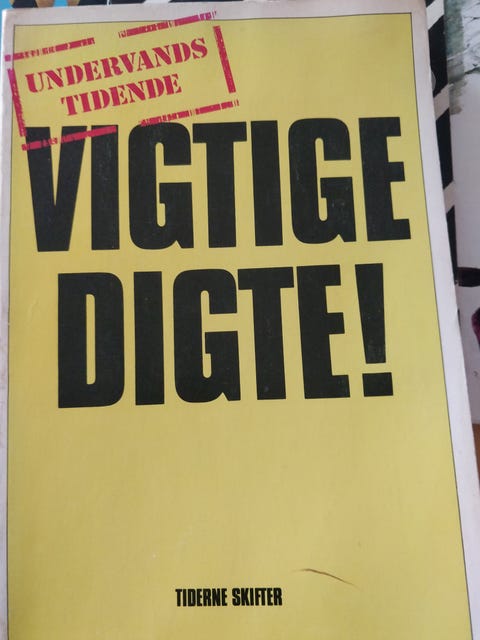 UNDERVANDS
TIDENDE
VIGTIGE
DIGTE!
TIDERNE SKIFTER